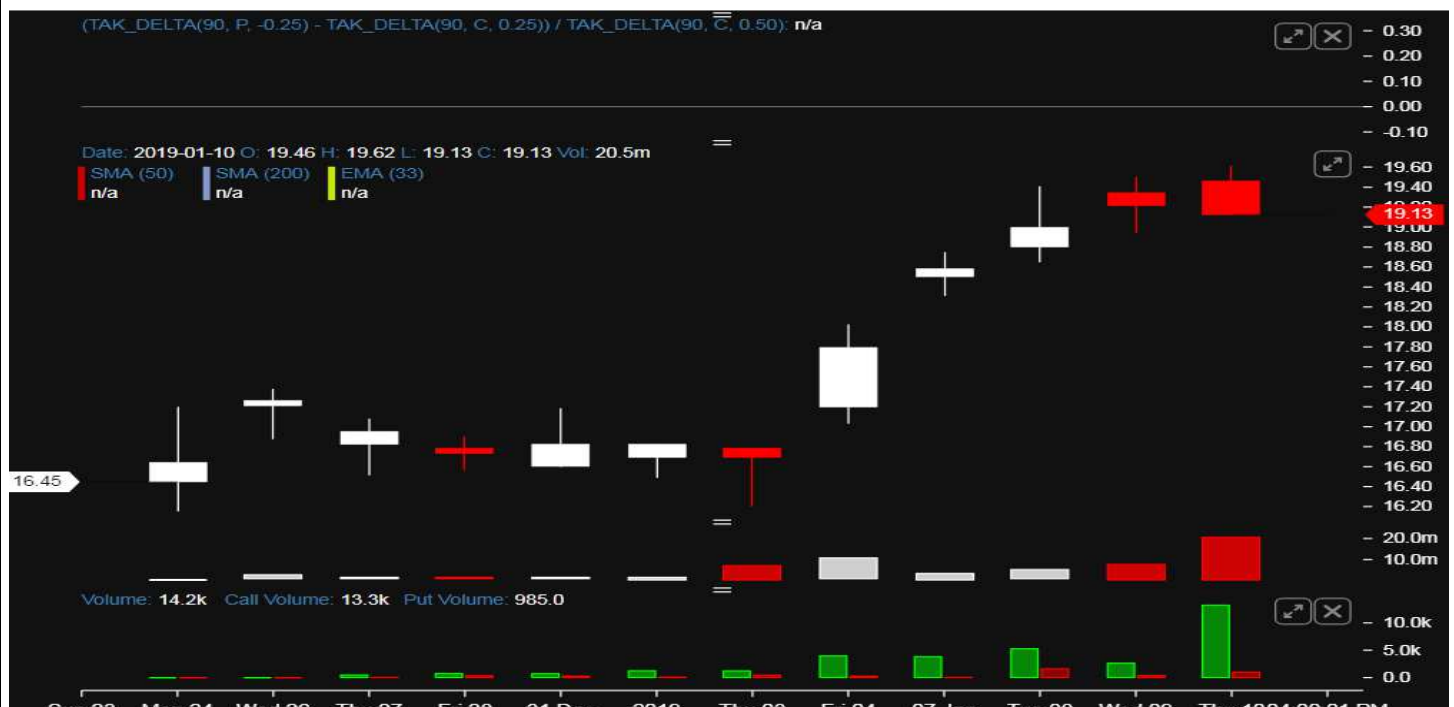 (TAK_DELTA(90, P, -0.25) - TAK_DELTA(90, C, 0.25)) / TAK_DELTA(90, C, 0.50): n/a
0.30
0.20
0.10
0.00
-0.10
Date: 2019-01-10 O: 19.46 H: 19.62 L: 19.13 C: 19.13 Vol: 20.5m
SMA (50) SMA (200) EMA (33)
n/a n/a n/a
19.60
19.40
19.13
19.00
18.80
18.60
18.40
18.20
18.00
17.80
17.60
17.40
17.20
17.00
16.80
16.60
16.45
16.40
16.20
20.0m
10.0m
Volume: 14.2k Call Volume: 13.3k Put Volume: 985.0
10.0k
5.0k
0.0